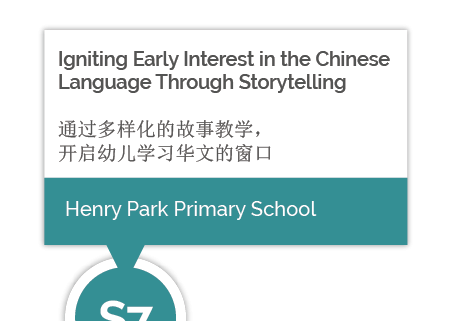 Igniting Early Interest in the Chinese
Language Through Storytelling
通过多样化的故事教学，
开启幼儿学习华文的窗口
Henry Park Primary School
S7